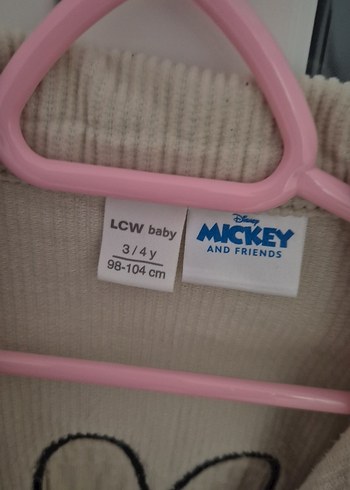 LCW baby
3 / 4 y
98-104 cm
Disney
MICKEY
AND FRIENDS